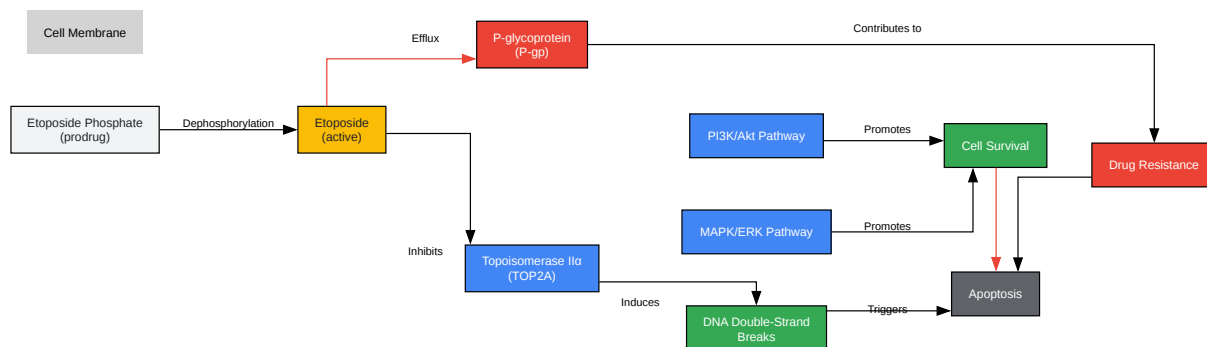 Cell Membrane
Efflux
P-glycoprotein
(P-gp)
Contributes to
Etoposide Phosphate
(prodrug)
Dephosphorylation
Etoposide
(active)
PI3K/Akt Pathway
Promotes
Cell Survival
Drug Resistance
MAPK/ERK Pathway
Promotes
Inhibits
Topoisomerase IIα
(TOP2A)
Induces
DNA Double-Strand
Breaks
Triggers
Apoptosis